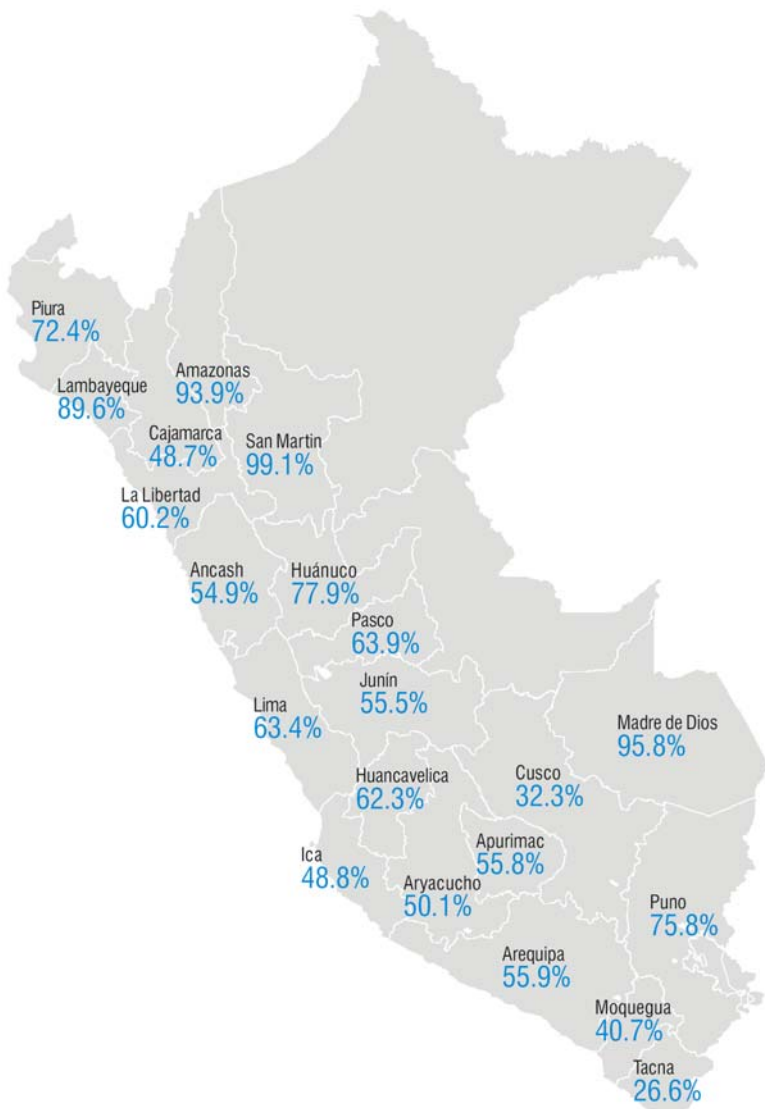 Piura
72.4%
Lambayeque
89.6%
Amazonas
93.9%
Cajamarca
48.7%
San Martin
99.1%
La Libertad
60.2%
Ancash
54.9%
Huánuco
77.9%
Pasco
63.9%
Junín
55.5%
Lima
63.4%
Madre de Dios
95.8%
Huancavelica
62.3%
Cusco
32.3%
Ica
48.8%
Apurimac
55.8%
Aryacucho
50.1%
Puno
75.8%
Arequipa
55.9%
Moquegua
40.7%
Tacna
26.6%